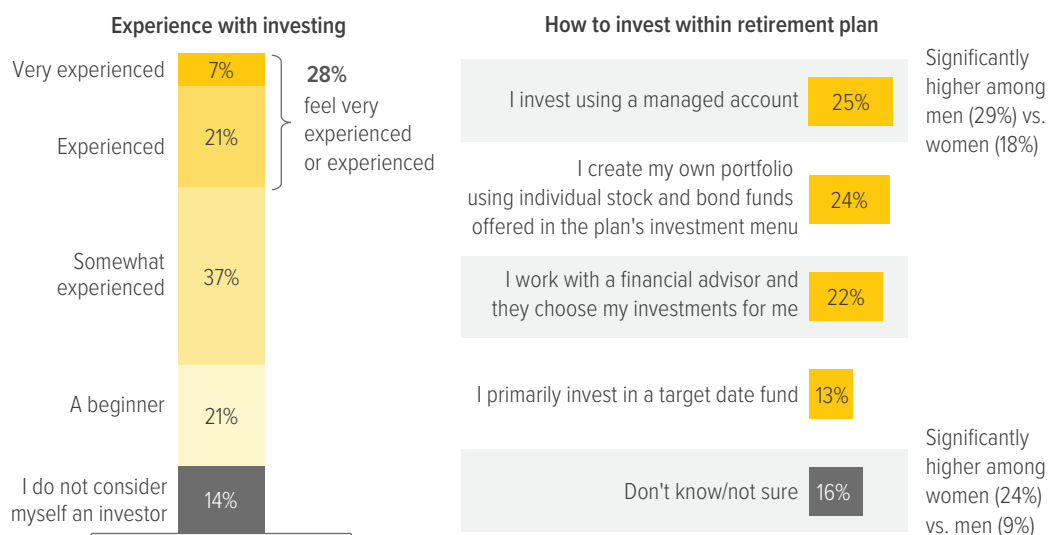 Experience with investing
Very experienced
7%
28%
feel very
experienced
or experienced
Experienced
21%
Somewhat
experienced
37%
A beginner
21%
I do not consider
myself an investor
14%
How to invest within retirement plan
I invest using a managed account
25%
Significantly
higher among
men (29%) vs.
women (18%)
I create my own portfolio
using individual stock and bond funds
offered in the plan's investment menu
24%
I work with a financial advisor and
they choose my investments for me
22%
I primarily invest in a target date fund
13%
Don't know/not sure
16%
Significantly
higher among
women (24%)
vs. men (9%)